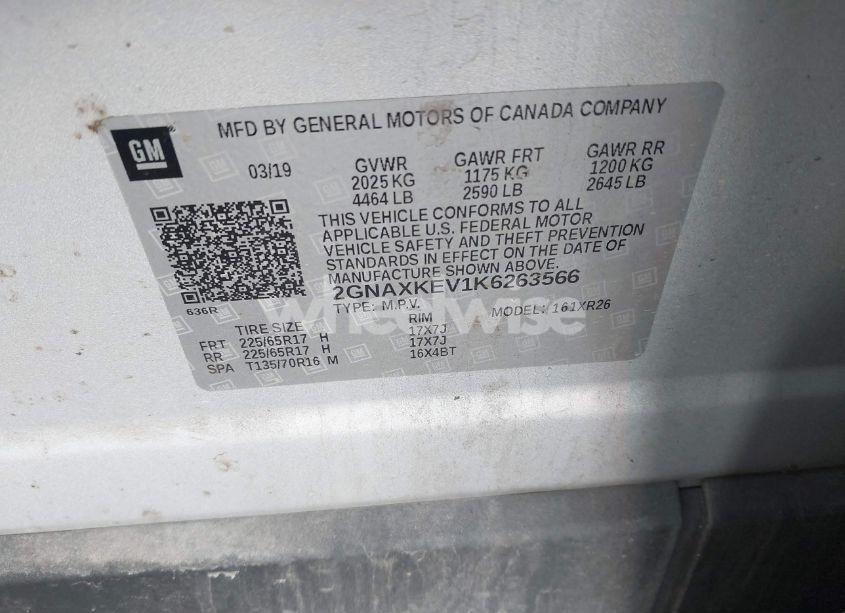 GM
MFD BY GENERAL MOTORS OF CANADA COMPANY
03/19 GVWR GAWR FRT GAWR RR
2025 KG 1175 KG 1200 KG
4464 LB 2590 LB 2645 LB
THIS VEHICLE CONFORMS TO ALL
APPLICABLE U.S. FEDERAL MOTOR
VEHICLE SAFETY AND THEFT PREVENTION
STANDARDS IN EFFECT ON THE DATE OF
MANUFACTURE SHOWN ABOVE.
2GNAXKEV1K6263566
636R TYPE: M.P.V. MODEL: 161XR26
TIRE SIZE RIM
FRT 225/65R17 H 17X7J
RR 225/65R17 H 17X7J
SPA T135/70R16 M 16X4BT
wheelwise